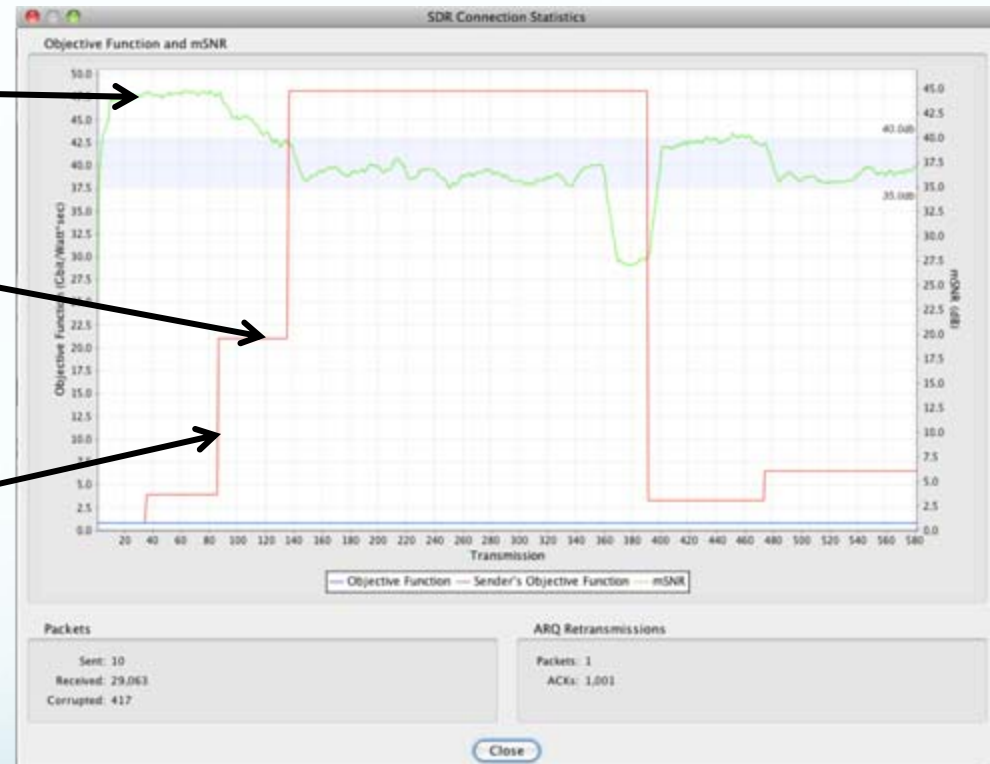 SDR Connection Statistics
Objective Function and mSNR
50.0
45.0
42.5
40.0
37.5
35.0
32.5
30.0
27.5
22.5
20.0
17.5
15.0
12.5
10.0
5.0
2.5
0.0
Objective Function (Gbit/Watt*sec)
45.0
42.5
40.0
37.5
35.0
32.5
30.0
27.5
25.0
22.5
20.0
17.5
15.0
12.5
10.0
7.5
5.0
2.5
0.0
mSNR (dB)
40.0db
35.0db
20 40 60 80 100 120 140 160 180 200 220 240 260 280 300 320 340 360 380 400 420 440 460 480 500 520 540 560 580
Transmission
Objective Function Sender's Objective Function mSNR
Packets
Sent: 10
Received: 29,063
Corrupted: 417
ARQ Retransmissions
Packets: 1
ACKs: 1,001
Close